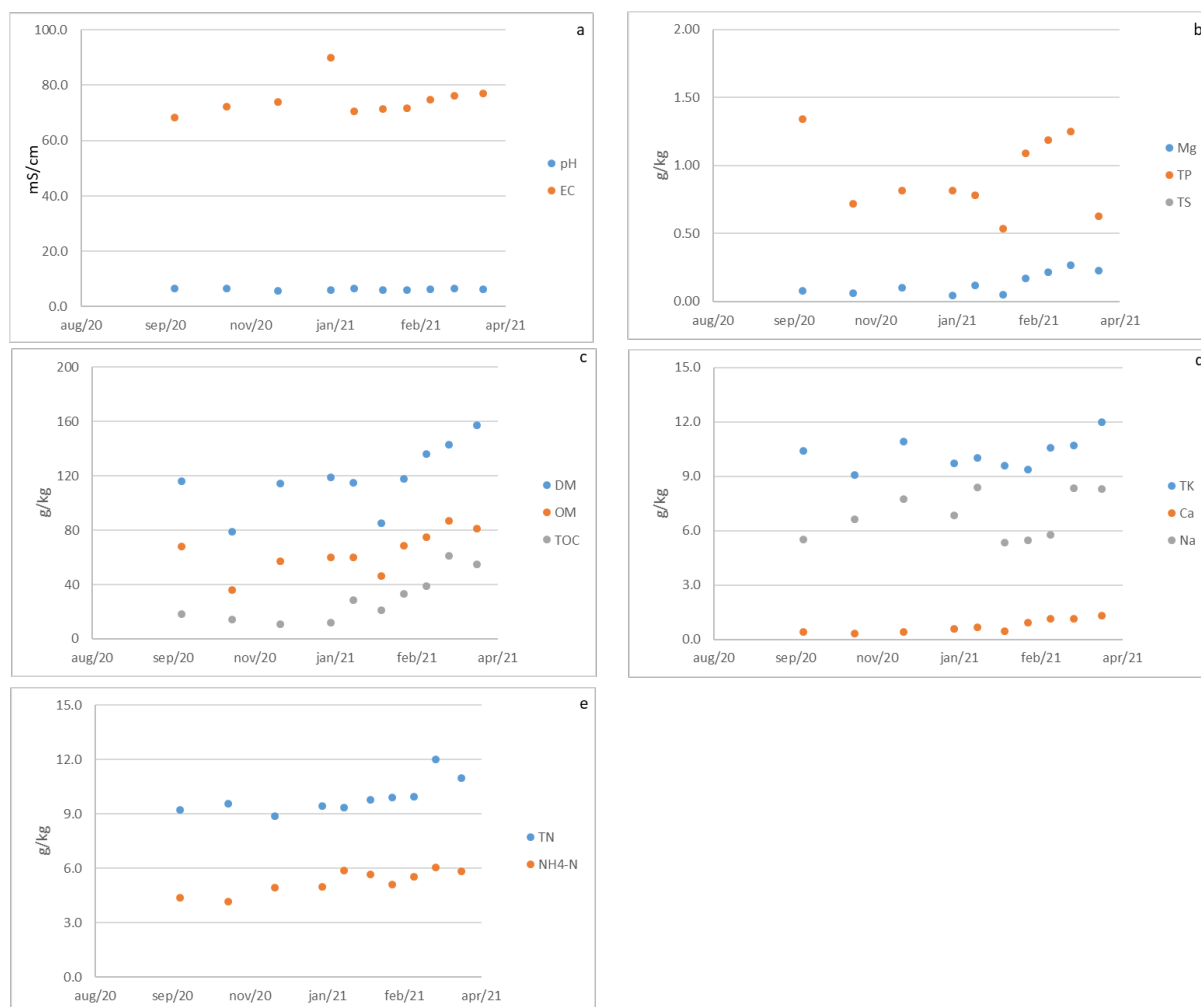 a
100.0
80.0
60.0
40.0
20.0
0.0
mS/cm
aug/20 sep/20 nov/20 jan/21 feb/21 apr/21
pH
EC
b
2.00
1.50
1.00
0.50
0.00
g/kg
aug/20 sep/20 nov/20 jan/21 feb/21 apr/21
Mg
TP
TS
c
200
160
120
80
40
0
g/kg
aug/20 sep/20 nov/20 jan/21 feb/21 apr/21
DM
OM
TOC
d
15.0
12.0
9.0
6.0
3.0
0.0
g/kg
aug/20 sep/20 nov/20 jan/21 feb/21 apr/21
TK
Ca
Na
e
15.0
12.0
9.0
6.0
3.0
0.0
g/kg
aug/20 sep/20 nov/20 jan/21 feb/21 apr/21
TN
NH4-N